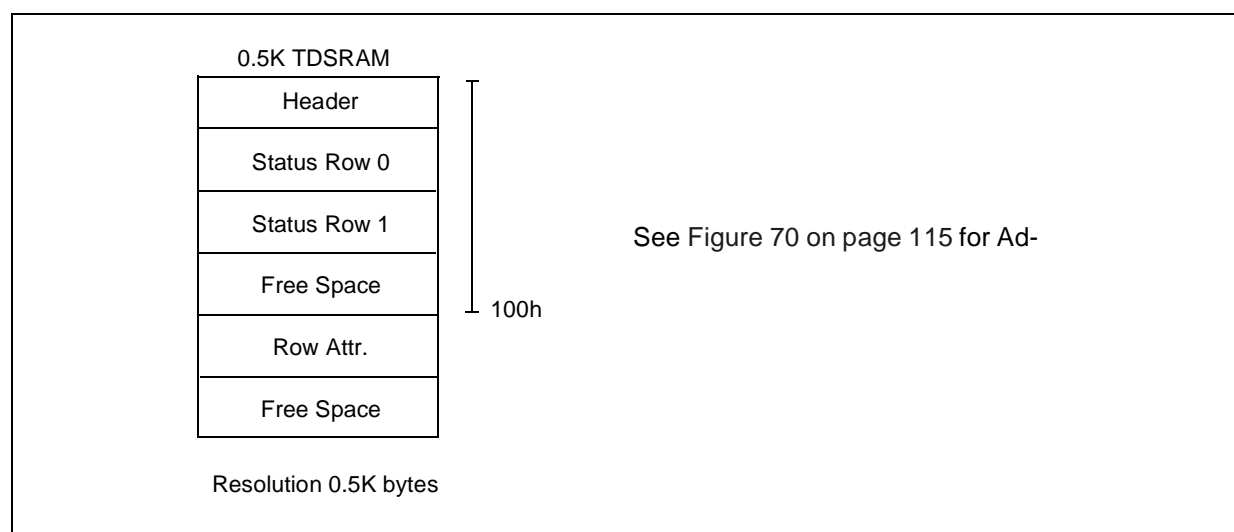 0.5K TDSRAM
Header
Status Row 0
Status Row 1
See Figure 70 on page 115 for Ad-
Free Space
100h
Row Attr.
Free Space
Resolution 0.5K bytes